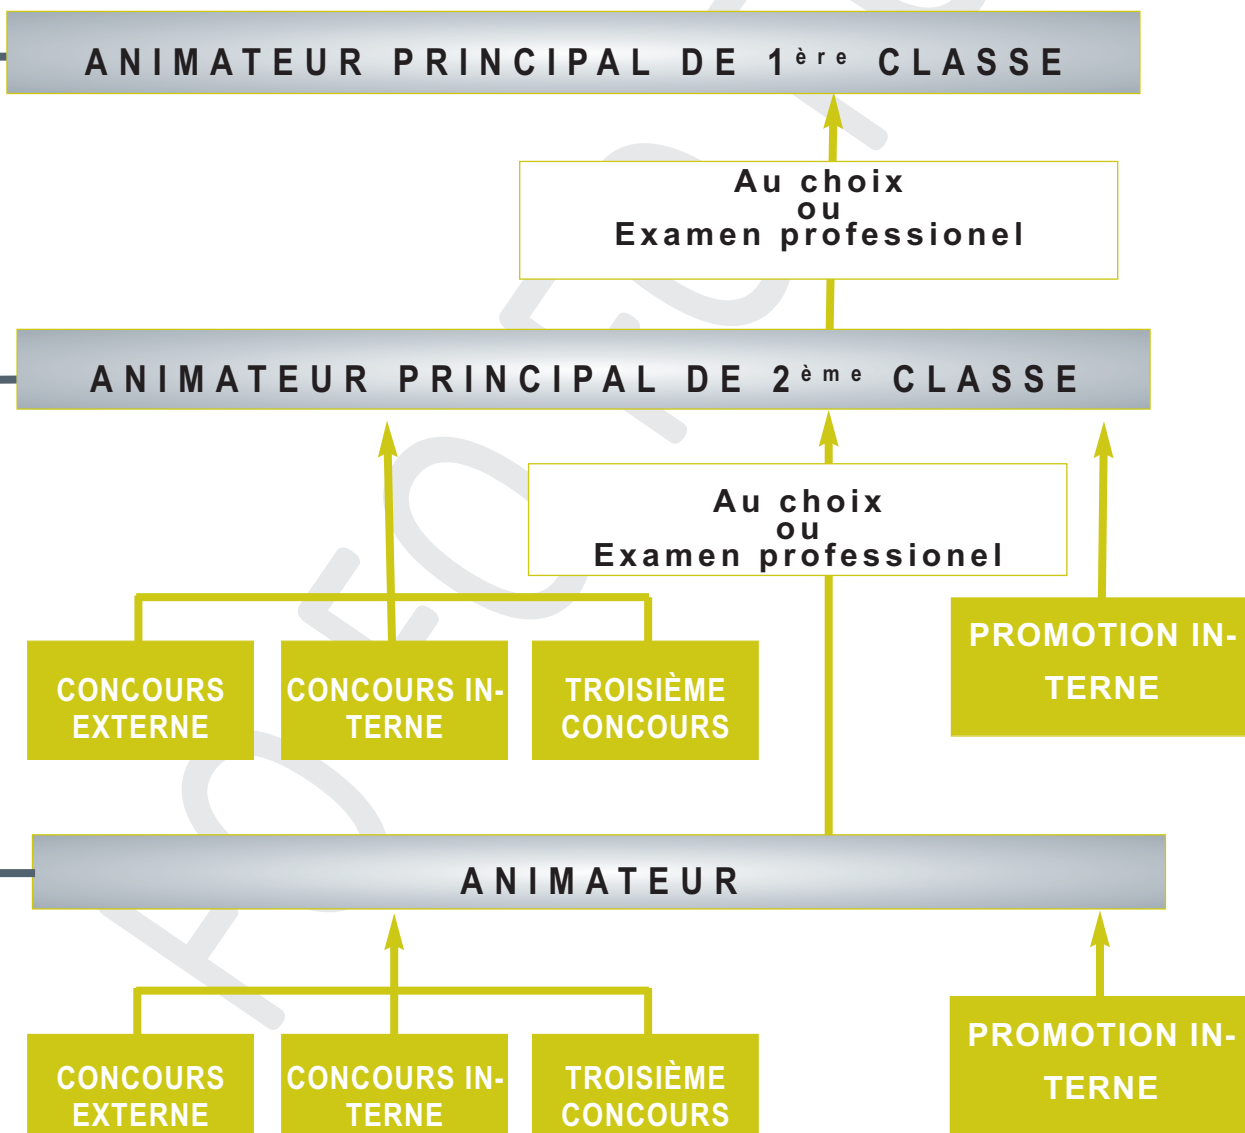 ANIMATEUR PRINCIPAL DE 1ère CLASSE
Au choix
ou
Examen professionel
ANIMATEUR PRINCIPAL DE 2ème CLASSE
Au choix
ou
Examen professionel
CONCOURS
EXTERNE
CONCOURS IN-
TERNE
TROISIÈME
CONCOURS
PROMOTION IN-
TERNE
ANIMATEUR
CONCOURS
EXTERNE
CONCOURS IN-
TERNE
TROISIÈME
CONCOURS
PROMOTION IN-
TERNE